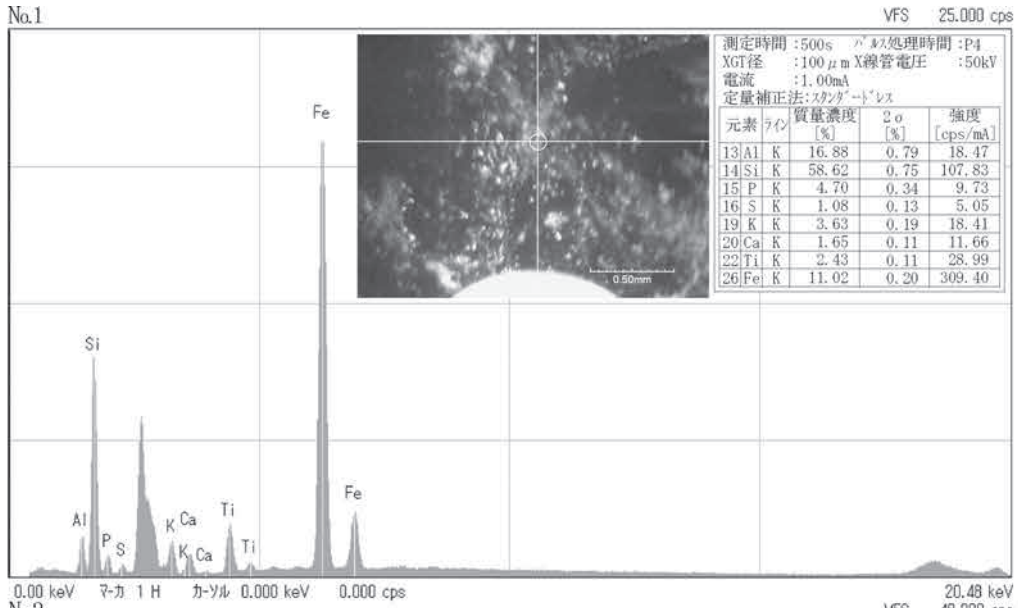 No.1 VFS 25.000 cps
測定時間 :500s パルス処理時間 :P4
XGT径 :100μm X線管電圧 :50kV
電流 :1.00mA
定量補正法:スタンダードレス
元素 ライン 質量濃度[%] 2σ[%] 強度[cps/mA]
13 Al K 16.88 0.79 18.47
14 Si K 58.62 0.75 107.83
15 P K 4.70 0.34 9.73
16 S K 1.08 0.13 5.05
19 K K 3.63 0.19 18.41
20 Ca K 1.65 0.11 11.66
22 Ti K 2.43 0.11 28.99
26 Fe K 11.02 0.20 309.40
0.50mm
Fe
Si
Al P S K Ca K Ca Ti Ti Fe
0.00 keV マーカ 1 H カーソル 0.000 keV 0.000 cps 20.48 keV